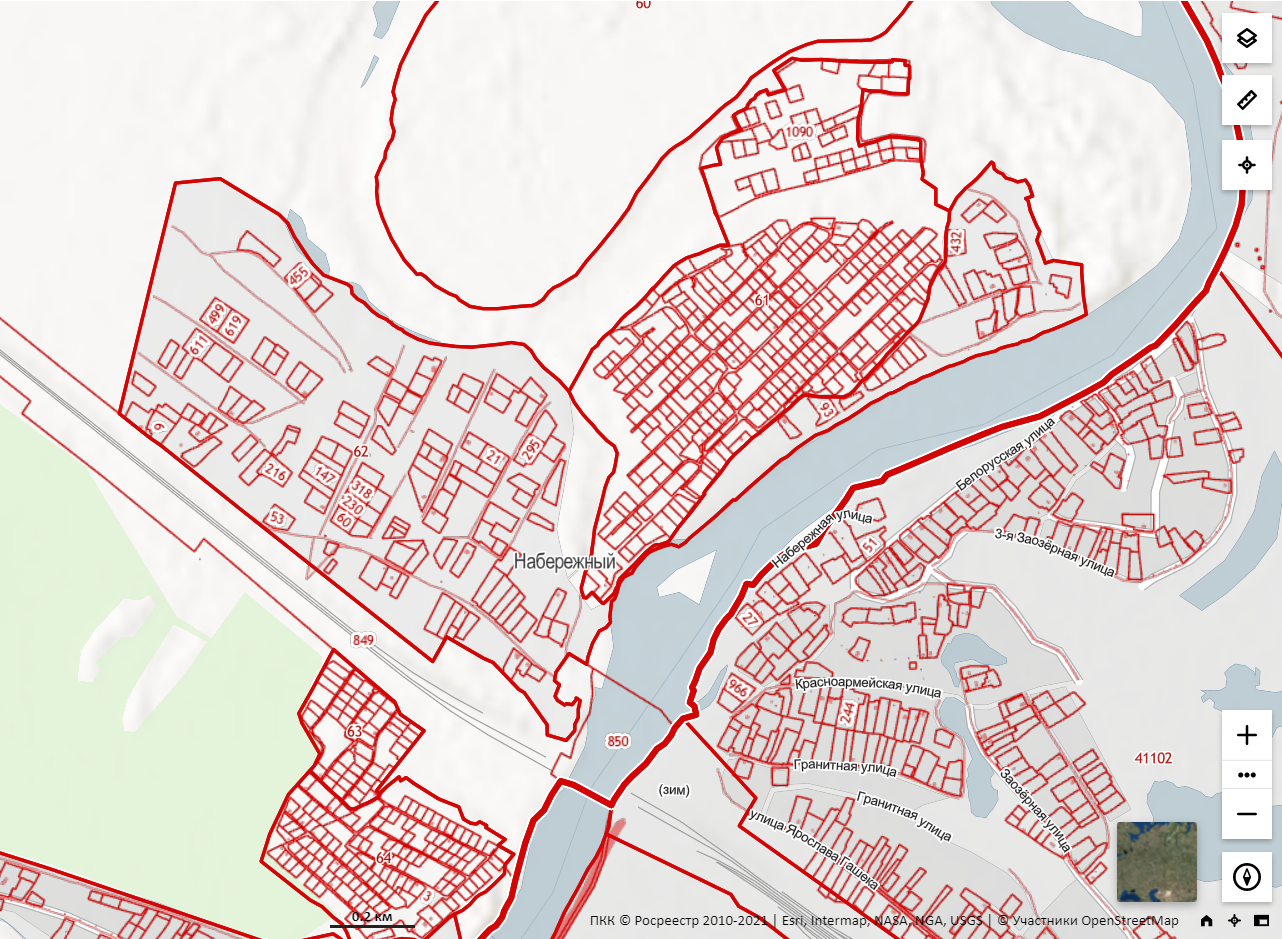 60
1090
432
61
455
499
619
611
93
6
62
21
295
216
147
318
230
60
53
Белорусская улица
Набережная улица
51
3-я Заозёрная улица
Набережный
27
849
966
Красноармейская улица
244
63
850
41102
Гранитная улица
(зим)
Гранитная улица
Заозёрная улица
улица Ярослава Гашека
64
3
0.2 км
ПКК © Росреестр 2010-2021 | Esri, Intermap, NASA, NGA, USGS | © Участники OpenStreetMap